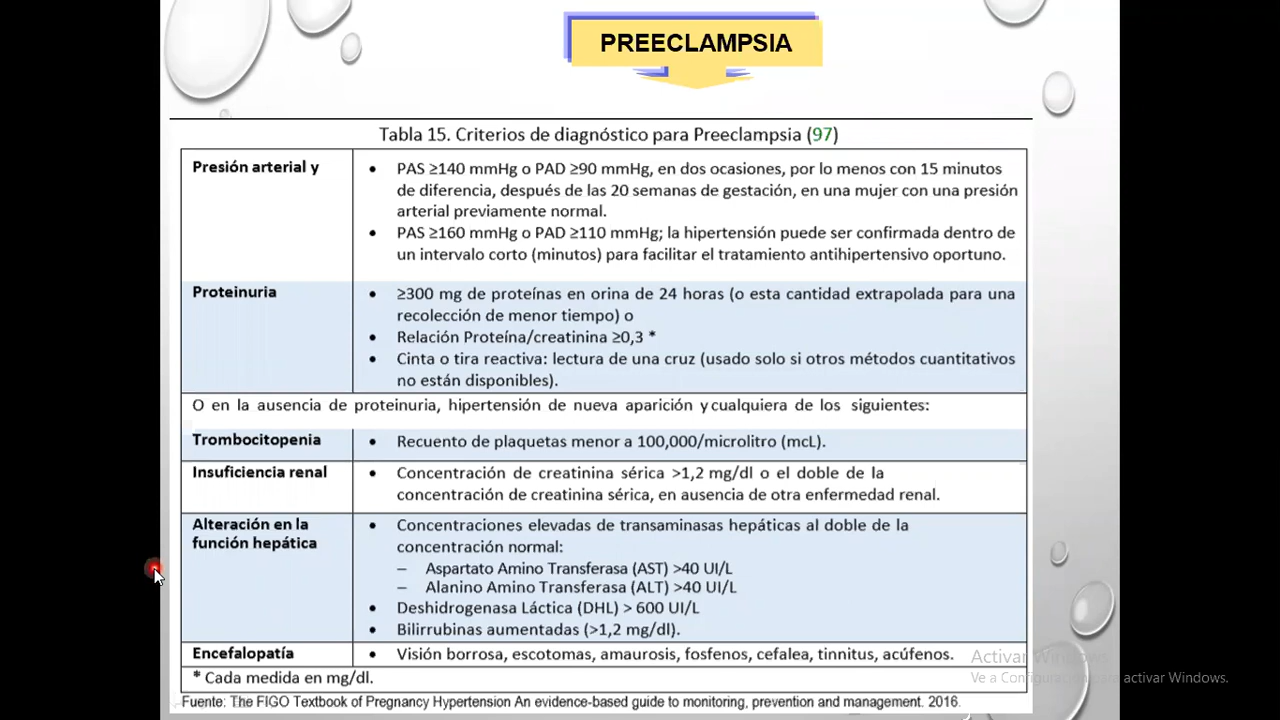 PREECLAMPSIA
Tabla 15. Criterios de diagnóstico para Preeclampsia (97)
Presión arterial y
• PAS ≥140 mmHg o PAD ≥90 mmHg, en dos ocasiones, por lo menos con 15 minutos
de diferencia, después de las 20 semanas de gestación, en una mujer con una presión
arterial previamente normal.
• PAS ≥160 mmHg o PAD ≥110 mmHg; la hipertensión puede ser confirmada dentro de
un intervalo corto (minutos) para facilitar el tratamiento antihipertensivo oportuno.
Proteinuria
• ≥300 mg de proteínas en orina de 24 horas (o esta cantidad extrapolada para una
recolección de menor tiempo) o
• Relación Proteína/creatinina ≥0,3 *
• Cinta o tira reactiva: lectura de una cruz (usado solo si otros métodos cuantitativos
no están disponibles).
O en la ausencia de proteinuria, hipertensión de nueva aparición y cualquiera de los siguientes:
Trombocitopenia
• Recuento de plaquetas menor a 100,000/microlitro (mcL).
Insuficiencia renal
• Concentración de creatinina sérica >1,2 mg/dl o el doble de la
concentración de creatinina sérica, en ausencia de otra enfermedad renal.
Alteración en la
función hepática
• Concentraciones elevadas de transaminasas hepáticas al doble de la
concentración normal:
– Aspartato Amino Transferasa (AST) >40 UI/L
– Alanino Amino Transferasa (ALT) >40 UI/L
• Deshidrogenasa Láctica (DHL) > 600 UI/L
• Bilirrubinas aumentadas (>1,2 mg/dl).
Encefalopatía
• Visión borrosa, escotomas, amaurosis, fosfenos, cefalea, tinnitus, acúfenos.
* Cada medida en mg/dl.
Fuente: The FIGO Textbook of Pregnancy Hypertension An evidence-based guide to monitoring, prevention and management. 2016.
Activar Windows
Ve a Configuración para activar Windows.